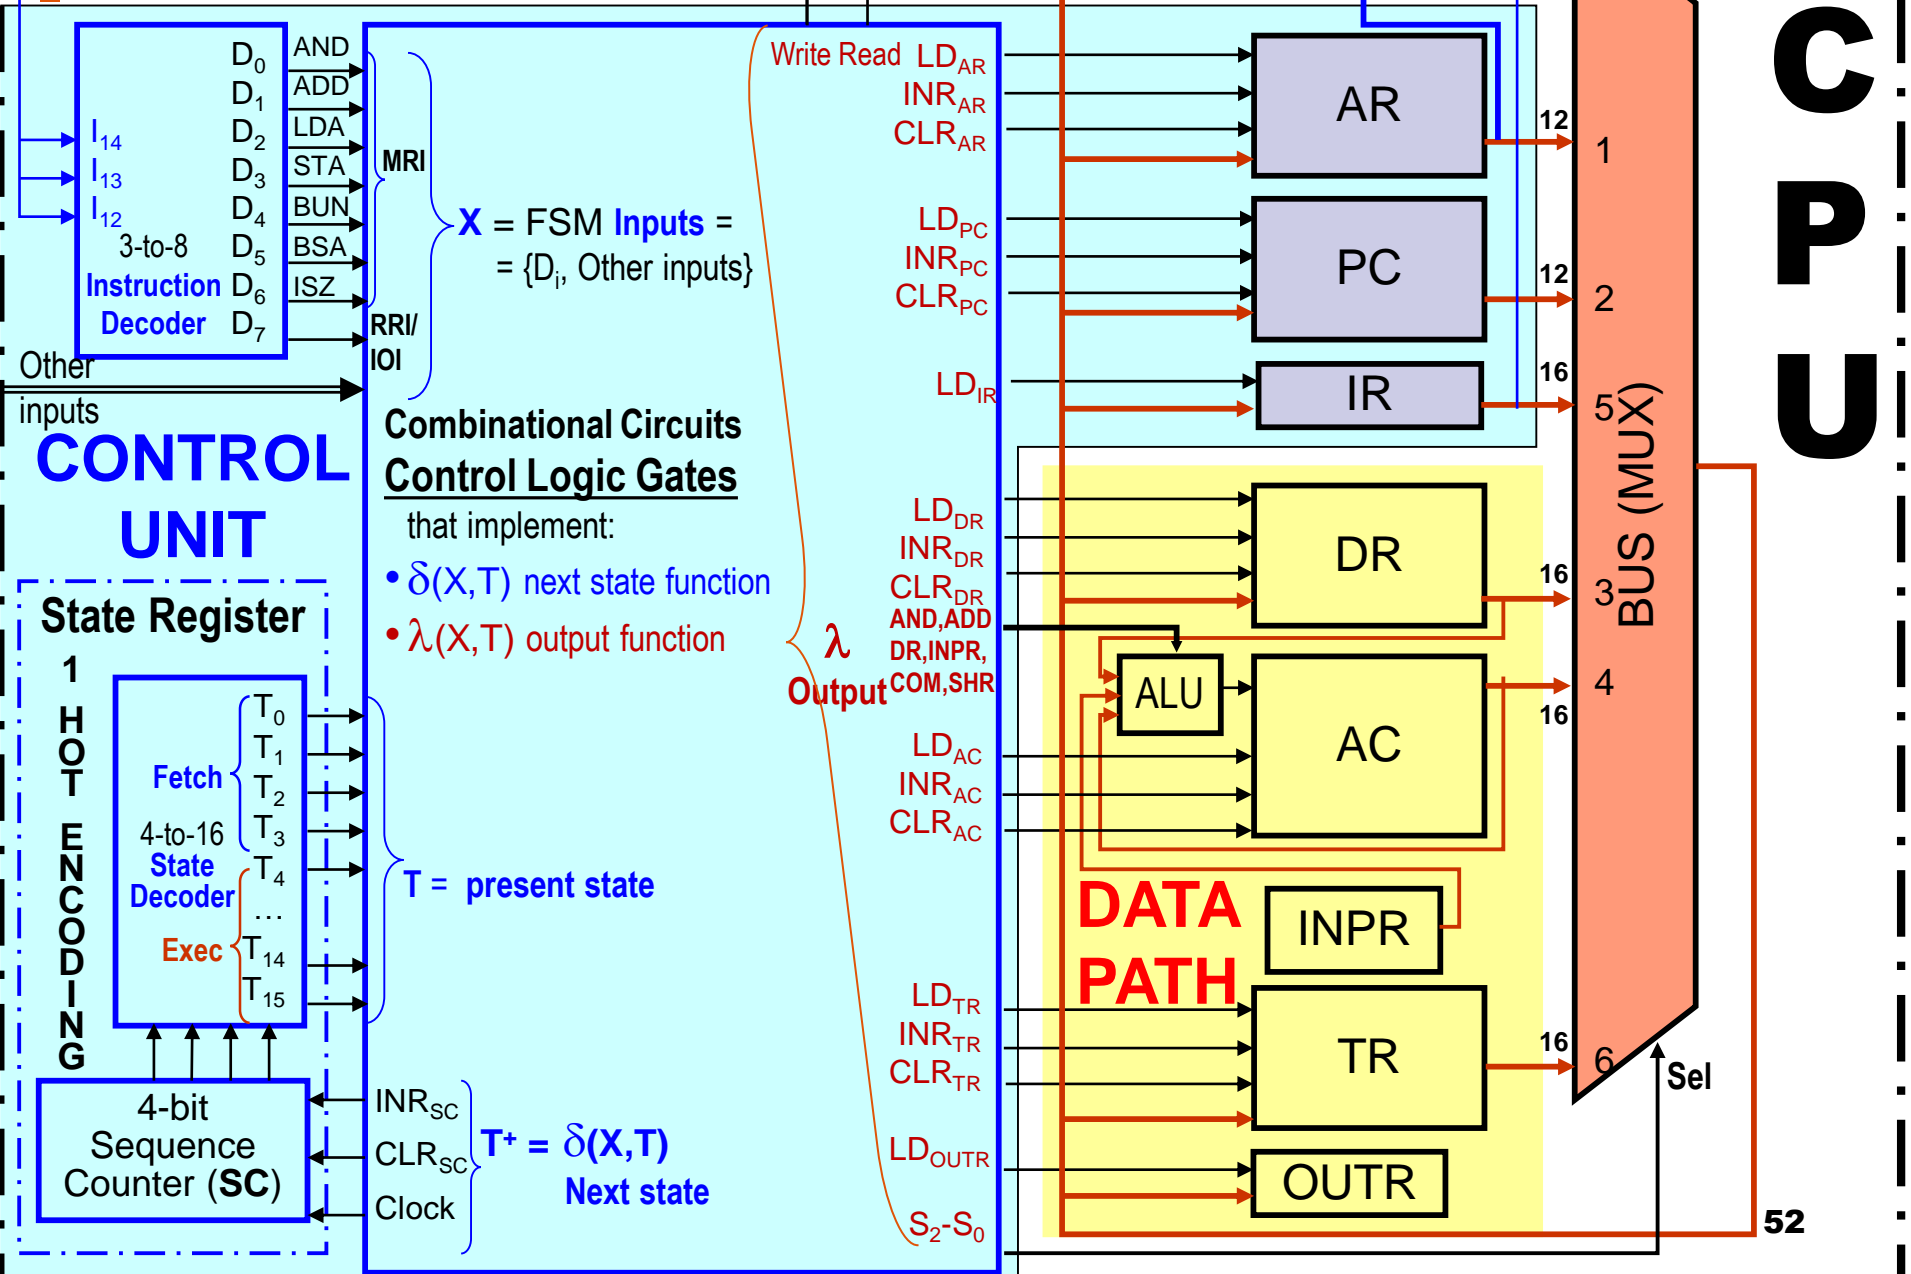 D0 AND
D1 ADD
D2 LDA
D3 STA
D4 BUN
D5 BSA
D6 ISZ
D7
I14
I13
I12
3-to-8
Instruction
Decoder
MRI
RRI/
IOI
Other
inputs
X = FSM Inputs =
= {Di, Other inputs}
CONTROL
UNIT
Combinational Circuits
Control Logic Gates
that implement:
• δ(X,T) next state function
• λ(X,T) output function
State Register
1 HOT ENCODING
T0
T1
T2
T3
T4
...
T14
T15
Fetch
4-to-16
State
Decoder
Exec
T = present state
4-bit
Sequence
Counter (SC)
INRSC
CLRSC
Clock
T+ = δ(X,T)
Next state
Write Read LDAR
INRAR
CLRAR
LDPC
INRPC
CLRPC
LDIR
LDDR
INRDR
CLRDR
AND,ADD
DR,INPR,
COM,SHR
λ
Output
LDAC
INRAC
CLRAC
LDTR
INRTR
CLRTR
LDOUTR
S2-S0
AR
PC
IR
DR
ALU
AC
DATA
PATH
INPR
TR
OUTR
12
1
12
2
16
5
16
3
4
16
16
6
BUS (MUX)
Sel
52
C
P
U